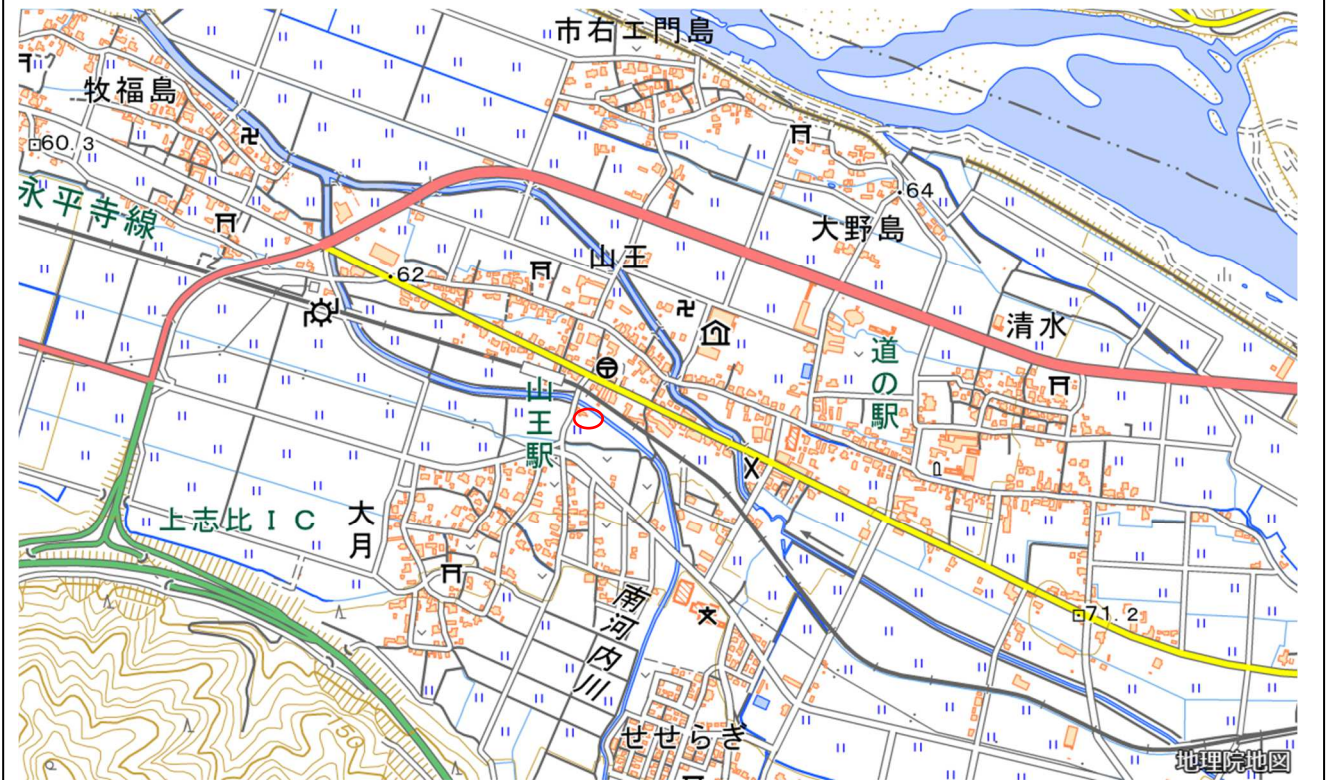 市右エ門島
牧福島
60.3
永平寺線
64
大野島
山王
62
清水
道の駅
山王駅
上志比IC
大月
南河内川
71.2
150
せせらぎ
地理院地図